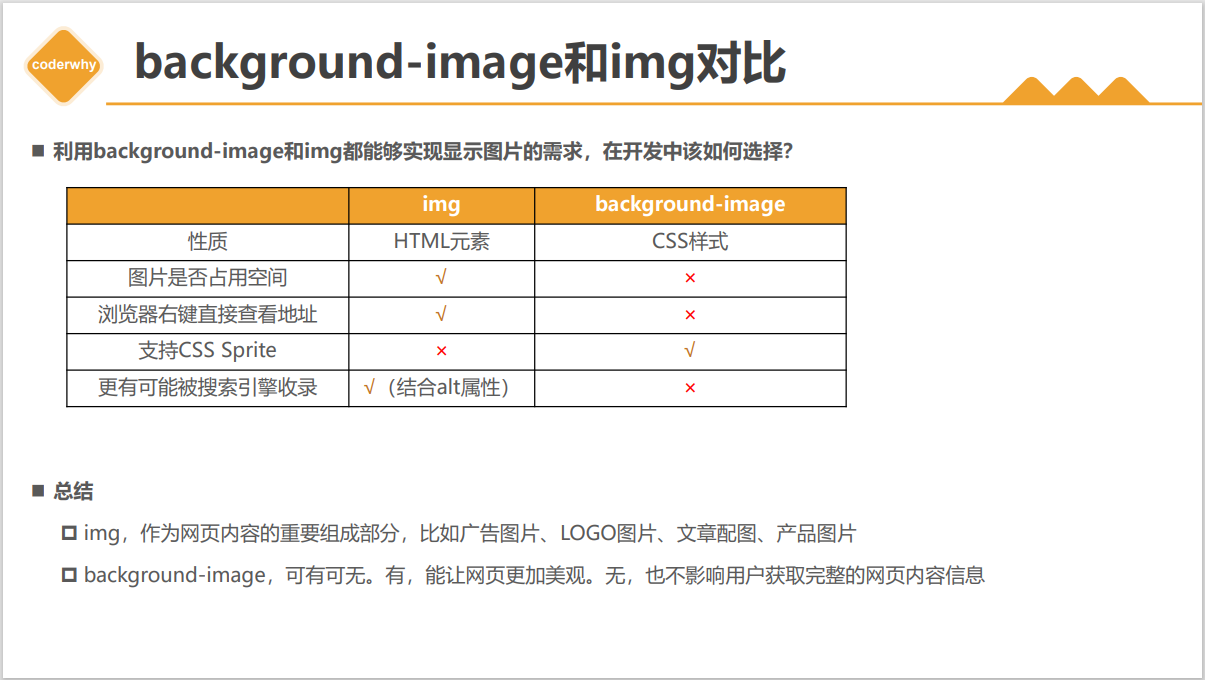 coderwhy
background-image和img对比
■ 利用background-image和img都能够实现显示图片的需求，在开发中该如何选择？
img background-image
性质 HTML元素 CSS样式
图片是否占用空间 √ ×
浏览器右键直接查看地址 √ ×
支持CSS Sprite × √
更有可能被搜索引擎收录 √（结合alt属性） ×
■ 总结
img，作为网页内容的重要组成部分，比如广告图片、LOGO图片、文章配图、产品图片
background-image，可有可无。有，能让网页更加美观。无，也不影响用户获取完整的网页内容信息